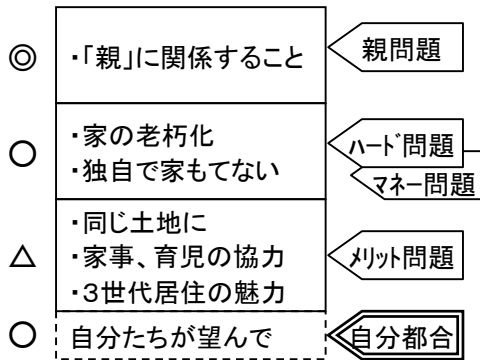 ◎
・「親」に関係すること
親問題
○
・家の老朽化
・独自で家もてない
ハード問題
マネー問題
△
・同じ土地に
・家事、育児の協力
・3世代居住の魅力
メリット問題
○
自分たちが望んで
自分都合